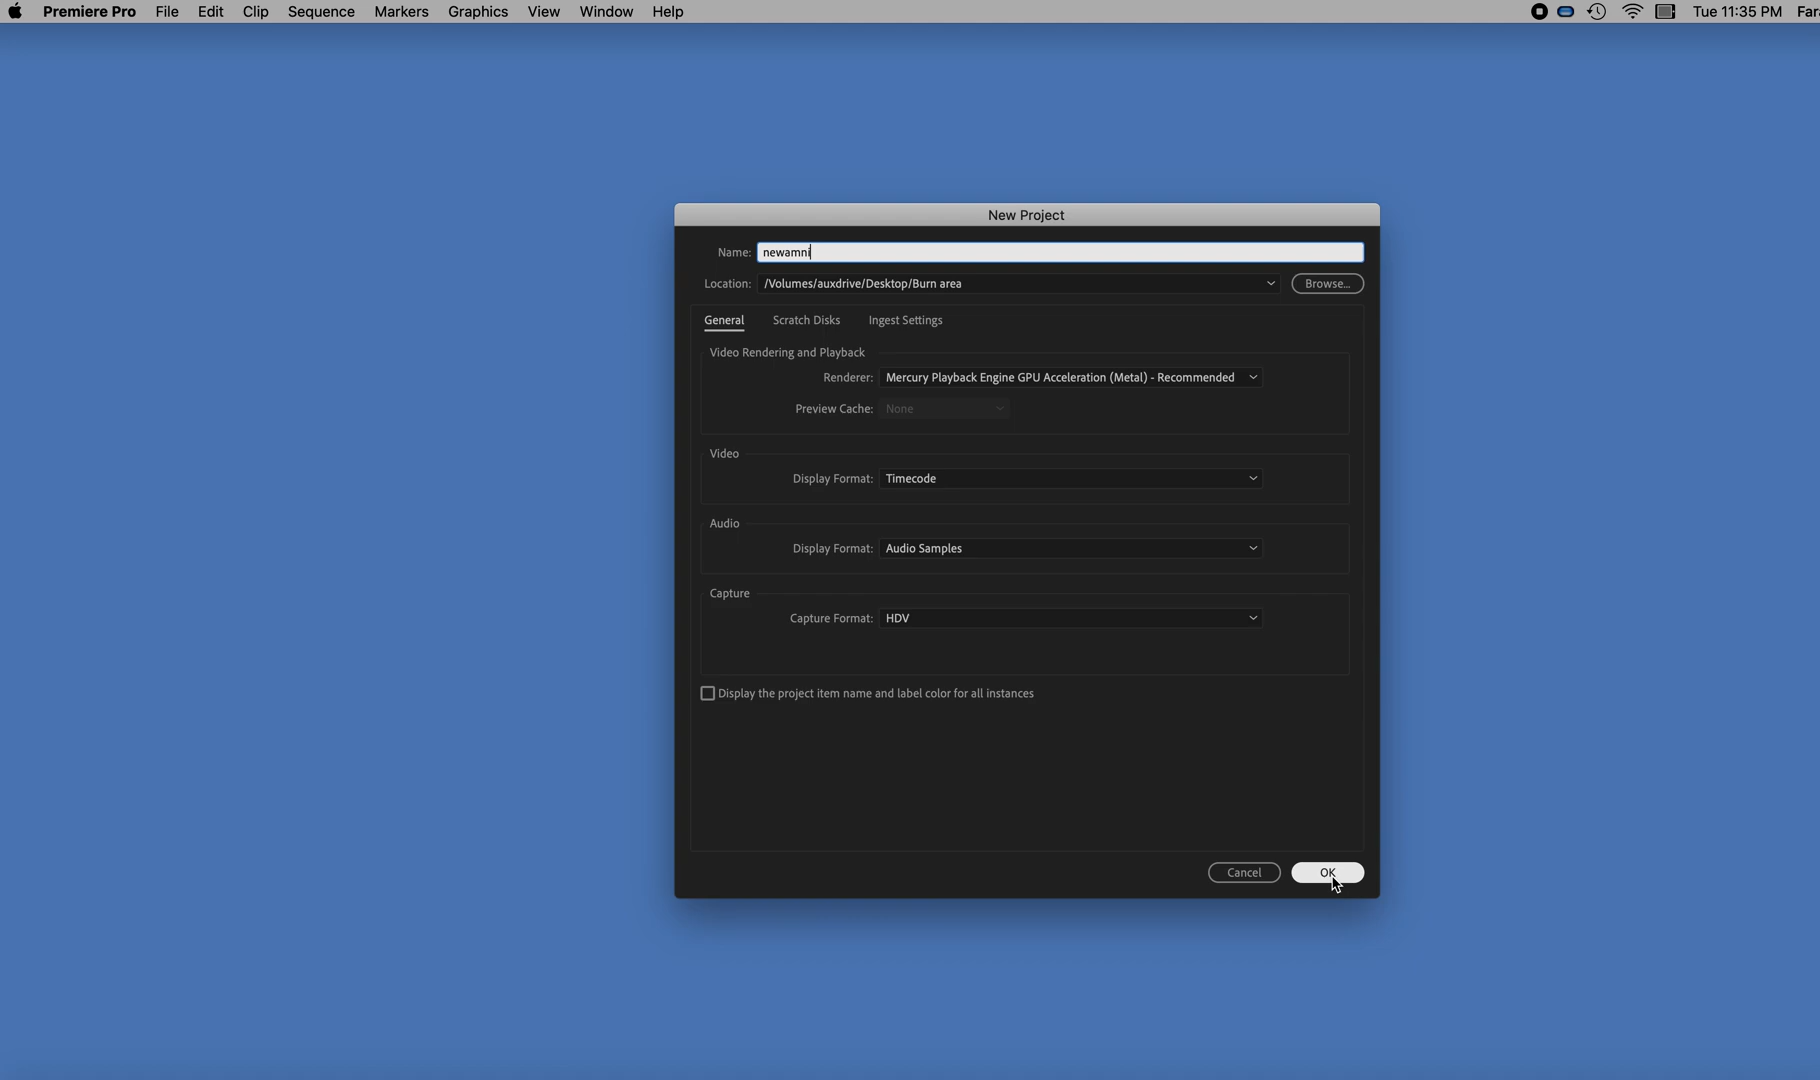 Premiere Pro File Edit Clip Sequence Markers Graphics View Window Help Tue 11:35 PM Far
New Project
Name: newamni
Location: /Volumes/auxdrive/Desktop/Burn area Browse...
General Scratch Disks Ingest Settings
Video Rendering and Playback
Renderer: Mercury Playback Engine GPU Acceleration (Metal) - Recommended
Preview Cache: None
Video
Display Format: Timecode
Audio
Display Format: Audio Samples
Capture
Capture Format: HDV
Display the project item name and label color for all instances
Cancel OK